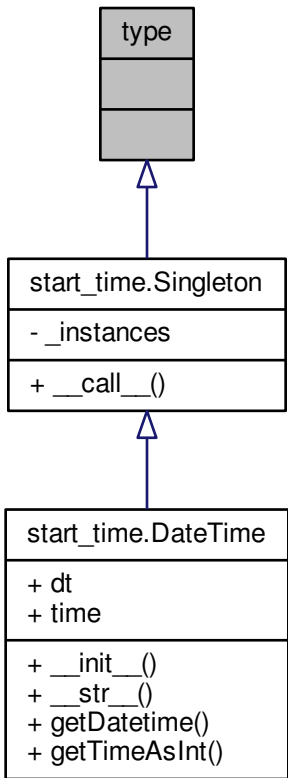 type
start_time.Singleton
- _instances
+ __call__()
start_time.DateTime
+ dt
+ time
+ __init__()
+ __str__()
+ getDatetime()
+ getTimeAsInt()